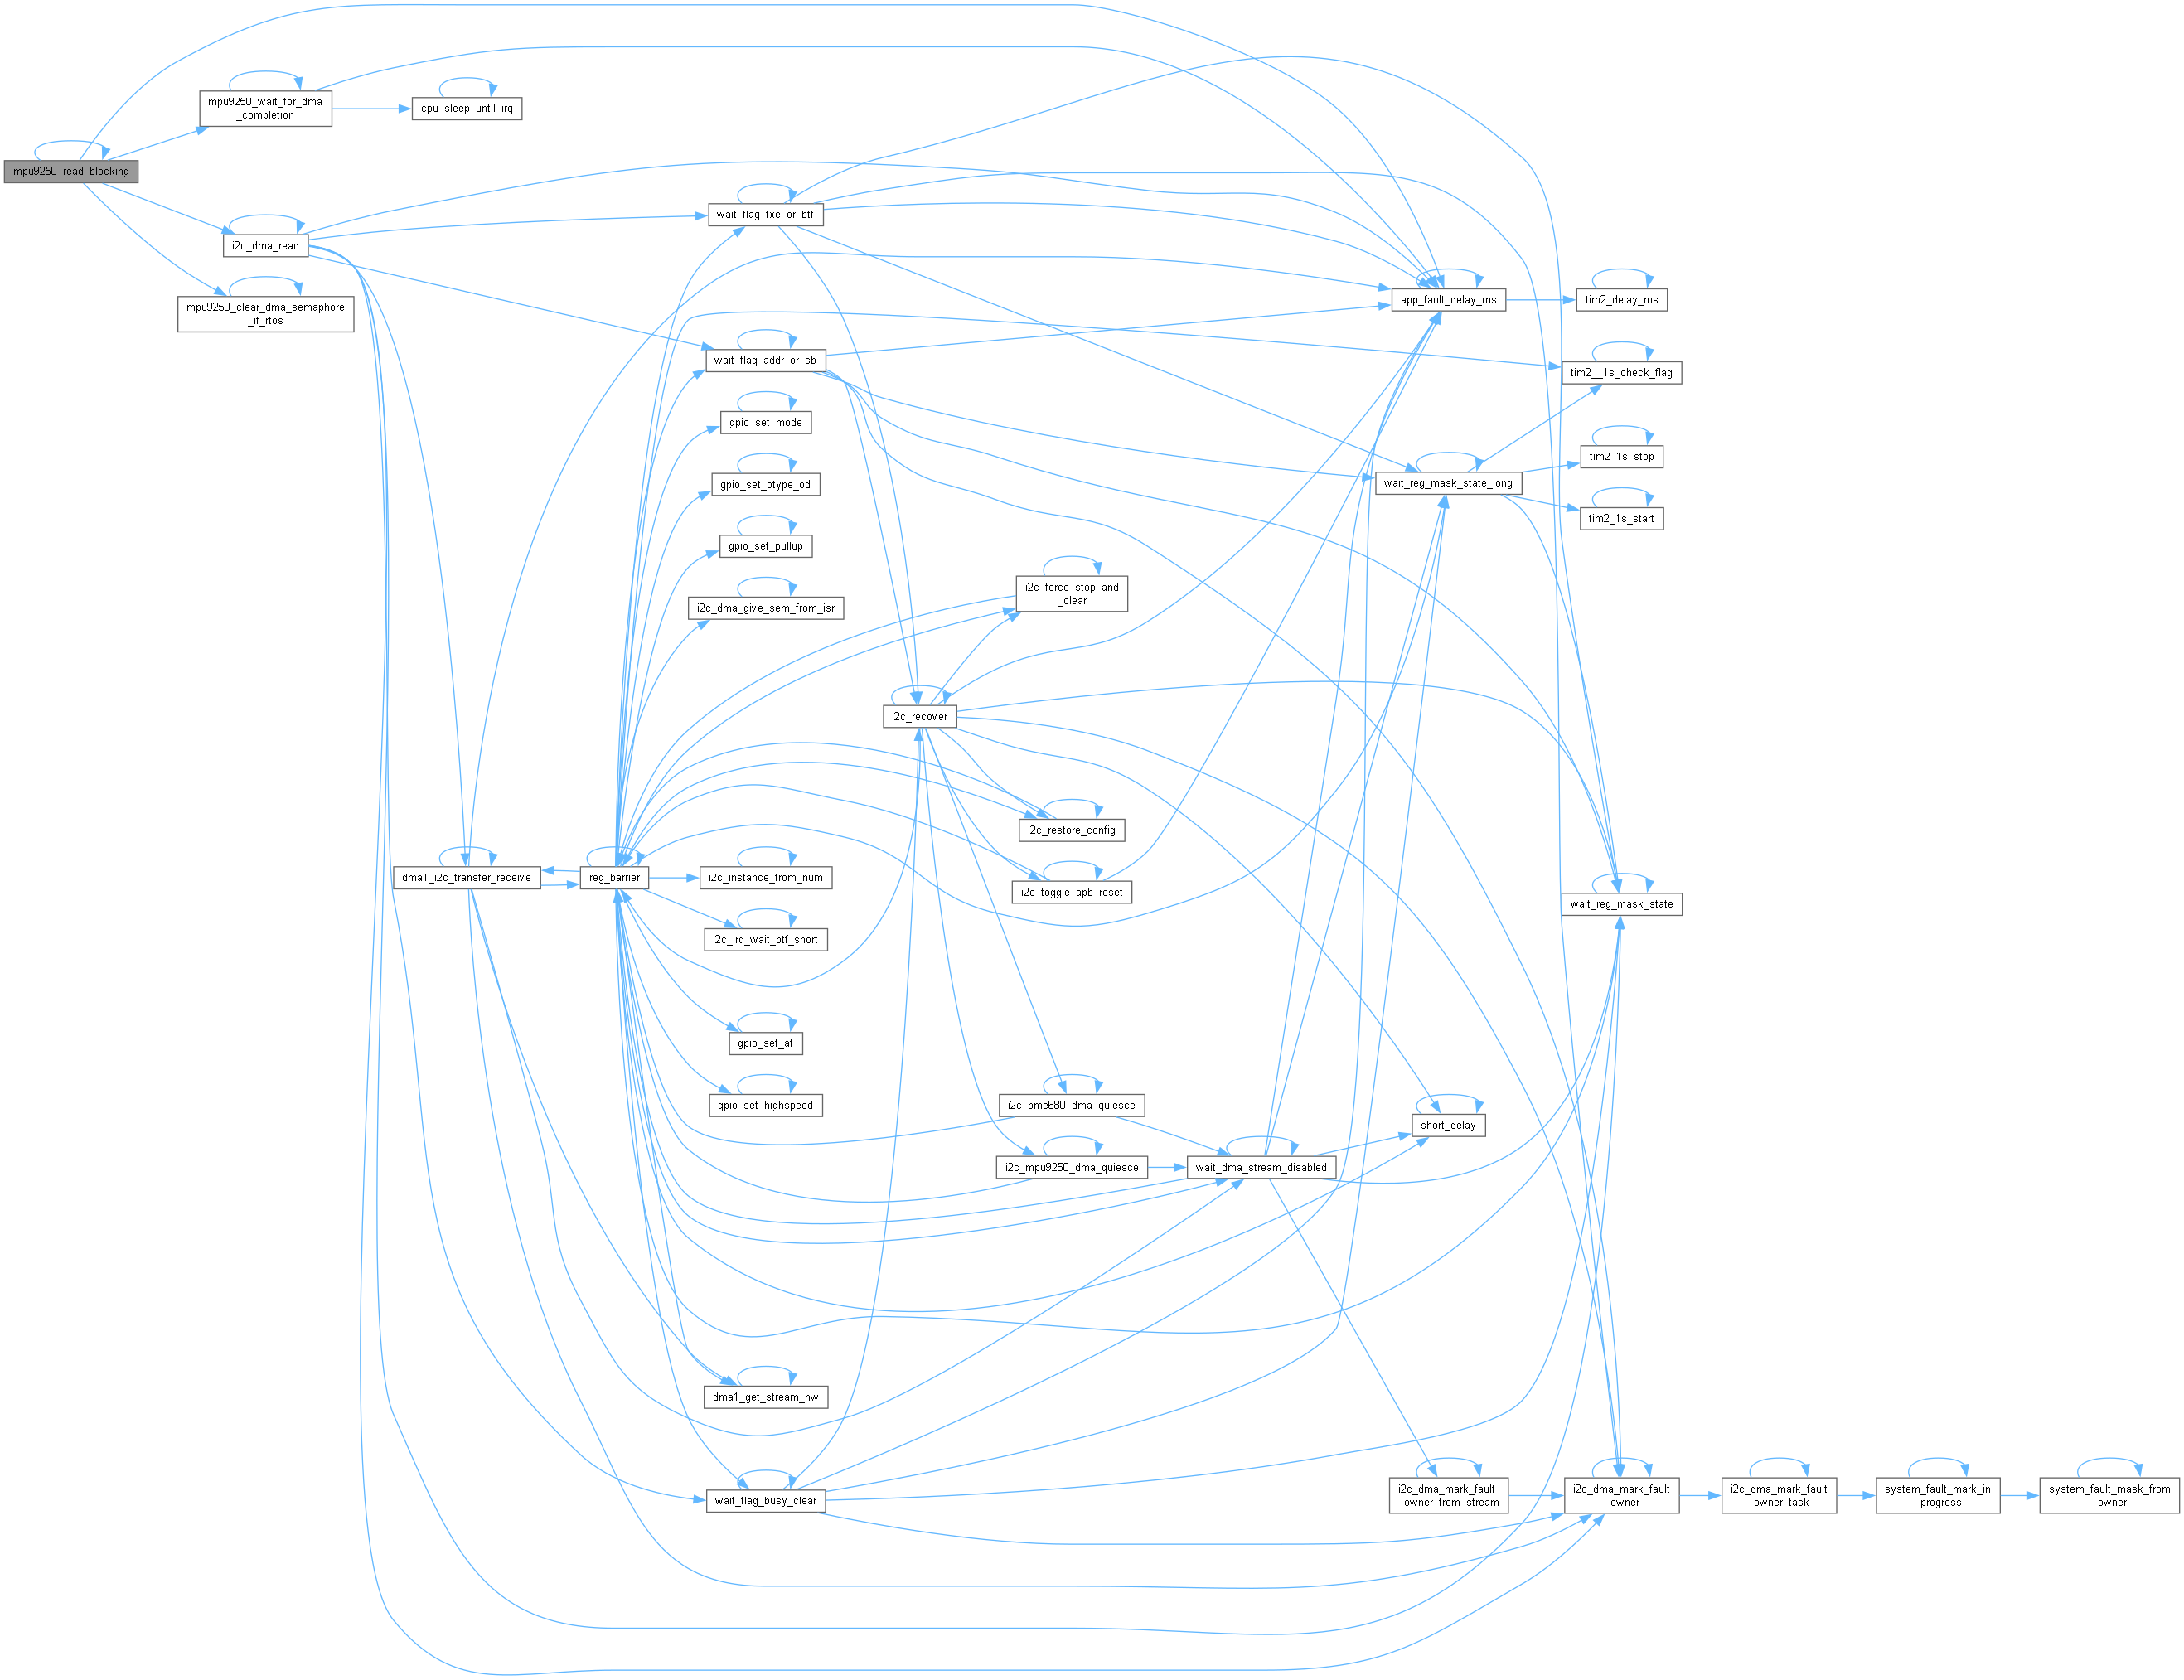 mpu9250_read_blocking
mpu9250_wait_for_dma
_completion
cpu_sleep_until_irq
i2c_dma_read
mpu9250_clear_dma_semaphore
_if_rtos
wait_flag_txe_or_btf
app_fault_delay_ms
tim2_delay_ms
wait_flag_addr_or_sb
tim2__1s_check_flag
gpio_set_mode
tim2_1s_stop
gpio_set_otype_od
wait_reg_mask_state_long
tim2_1s_start
gpio_set_pullup
i2c_dma_give_sem_from_isr
i2c_force_stop_and
_clear
i2c_recover
i2c_restore_config
dma1_i2c_transfer_receive
reg_barrier
i2c_instance_from_num
i2c_toggle_apb_reset
wait_reg_mask_state
i2c_irq_wait_btf_short
gpio_set_af
gpio_set_highspeed
i2c_bme680_dma_quiesce
short_delay
i2c_mpu9250_dma_quiesce
wait_dma_stream_disabled
dma1_get_stream_hw
wait_flag_busy_clear
i2c_dma_mark_fault
_owner_from_stream
i2c_dma_mark_fault
_owner
i2c_dma_mark_fault
_owner_task
system_fault_mark_in
_progress
system_fault_mask_from
_owner